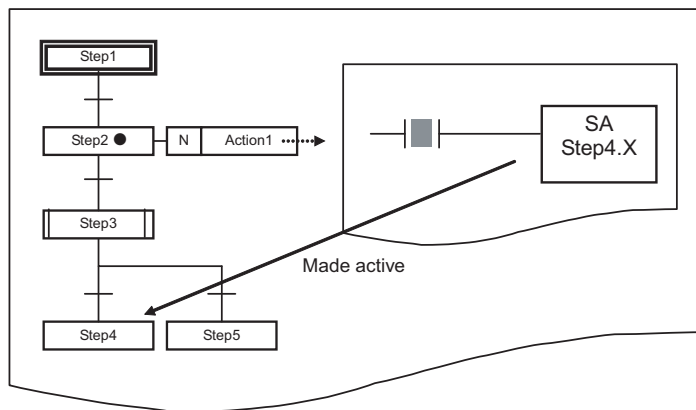 Step1
Step2
N
Action1
SA
Step4.X
Step3
Made active
Step4
Step5